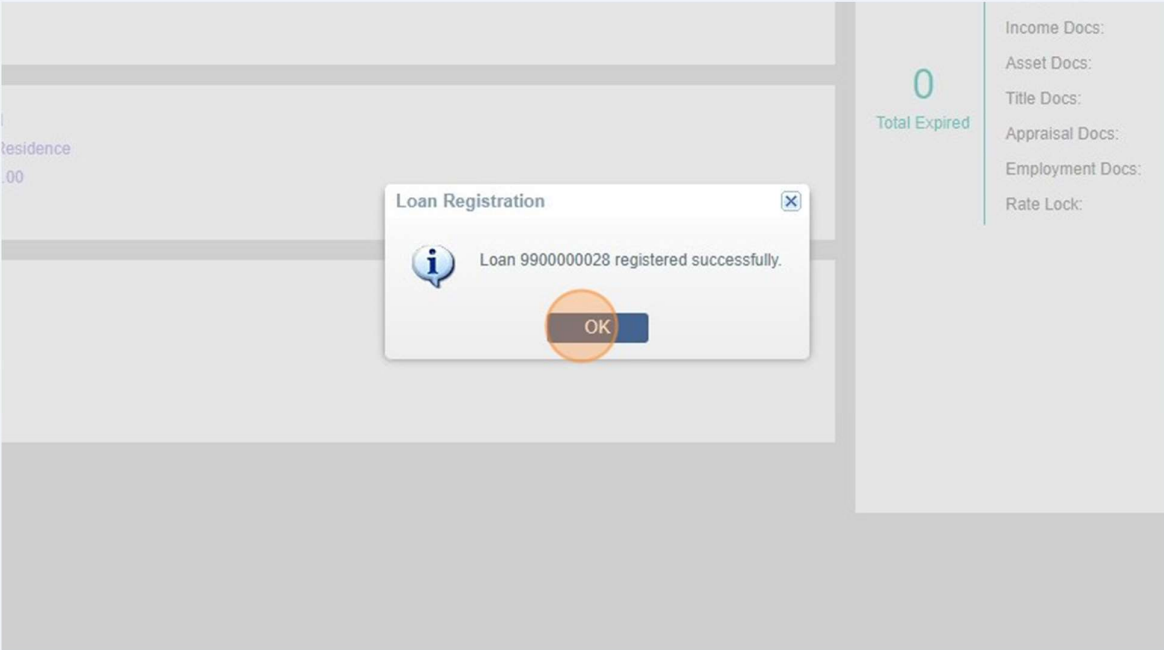 Income Docs:
Asset Docs:
0
Title Docs:
Total Expired
Appraisal Docs:
Residence
Employment Docs:
.00
Loan Registration
Rate Lock:
Loan 9900000028 registered successfully.
OK